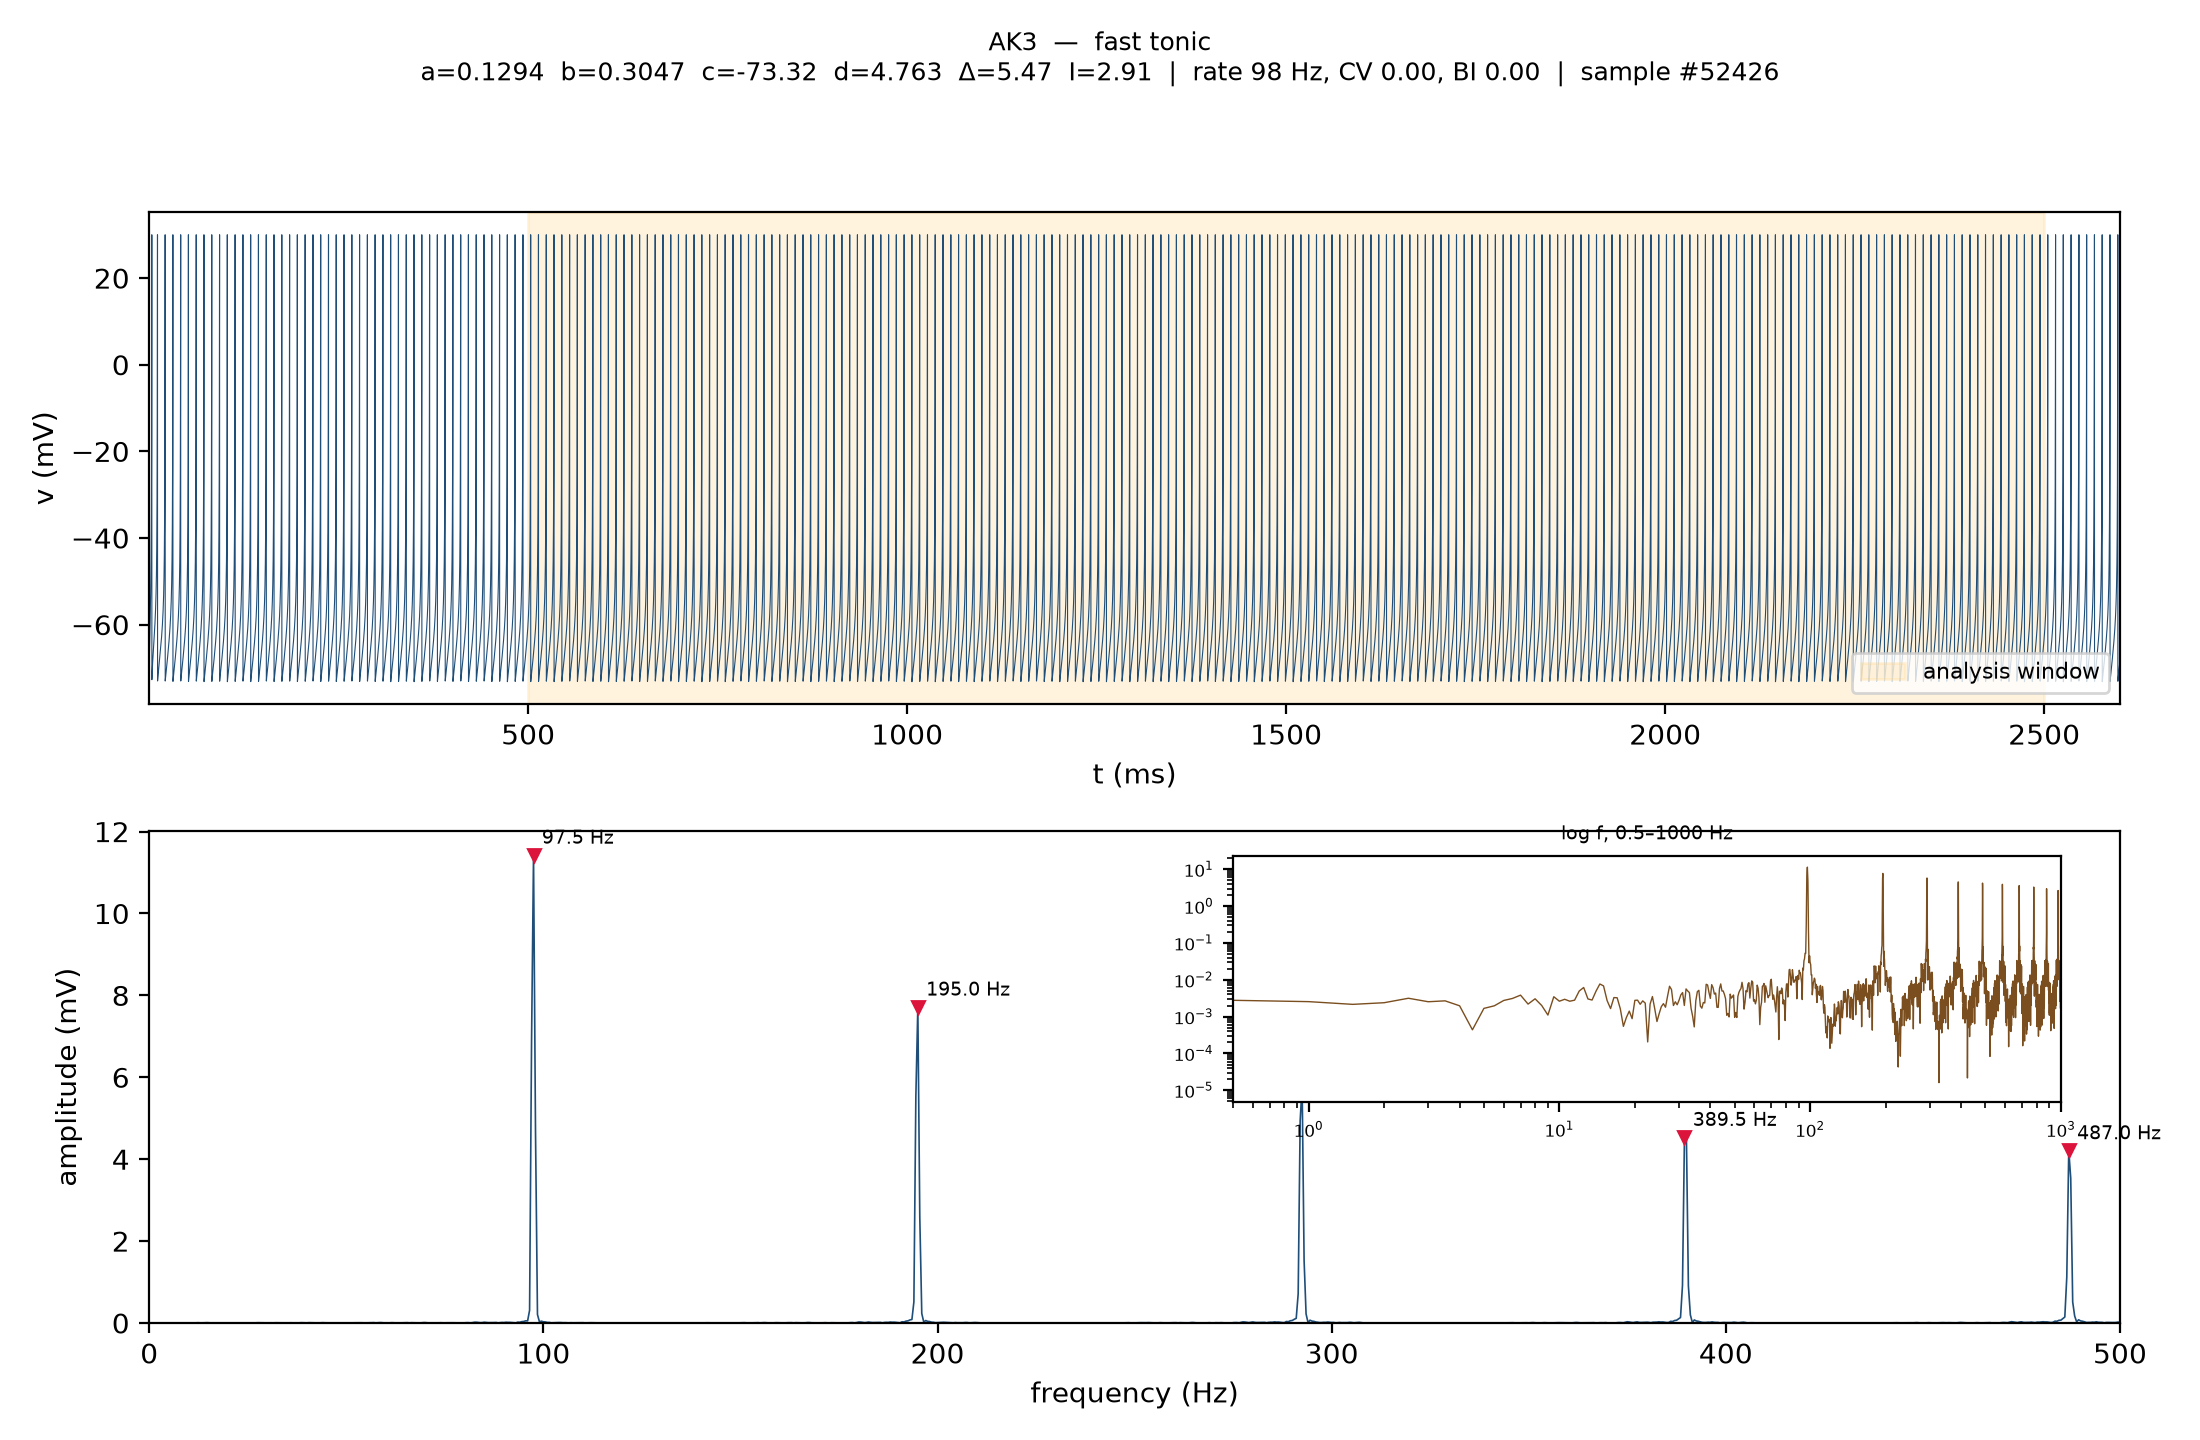 AK3 — fast tonic
a=0.1294 b=0.3047 c=-73.32 d=4.763 Δ=5.47 I=2.91 | rate 98 Hz, CV 0.00, BI 0.00 | sample #52426
20
0
−20
−40
−60
v (mV)
analysis window
500
1000
1500
2000
2500
t (ms)
12
10
8
6
4
2
0
amplitude (mV)
97.5 Hz
195.0 Hz
389.5 Hz
487.0 Hz
log f, 0.5–1000 Hz
10¹
10⁰
10⁻¹
10⁻²
10⁻³
10⁻⁴
10⁻⁵
10⁰
10¹
10²
10³
0
100
200
300
400
500
frequency (Hz)